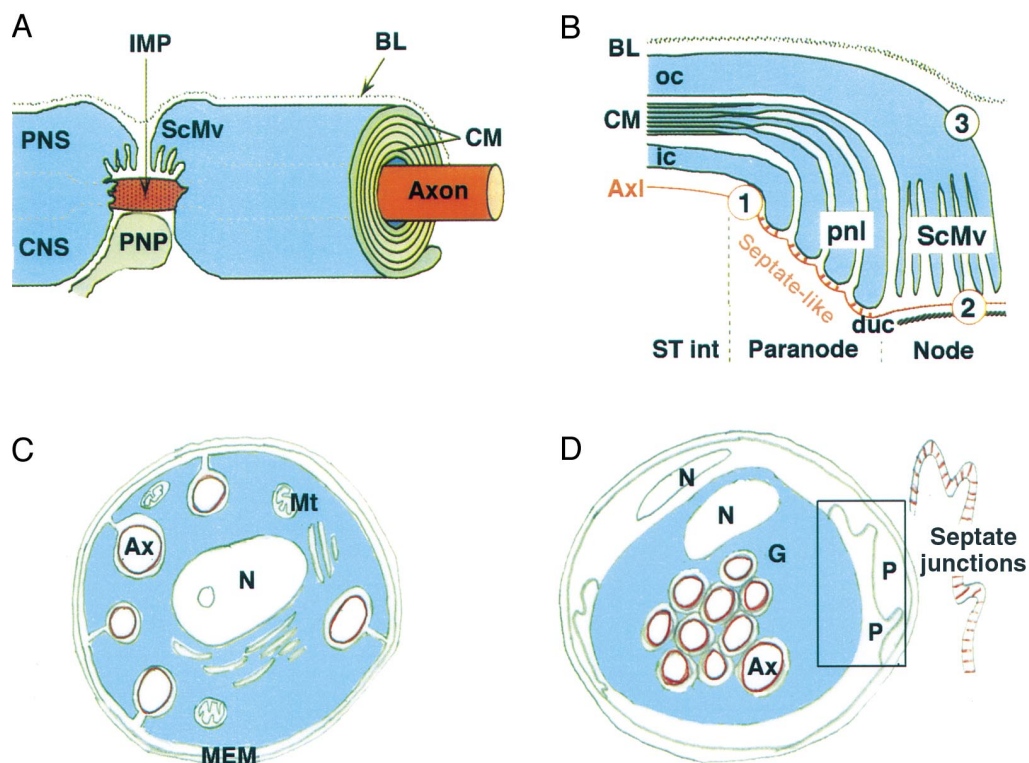 A
IMP
BL
PNS
ScMv
CM
Axon
CNS
PNP
B
BL
oc
CM
ic
Axl
1
3
pnl
ScMv
Septate-like
2
duc
ST int
Paranode
Node
C
Mt
Ax
N
MEM
D
N
N
G
Septate
junctions
P
P
Ax